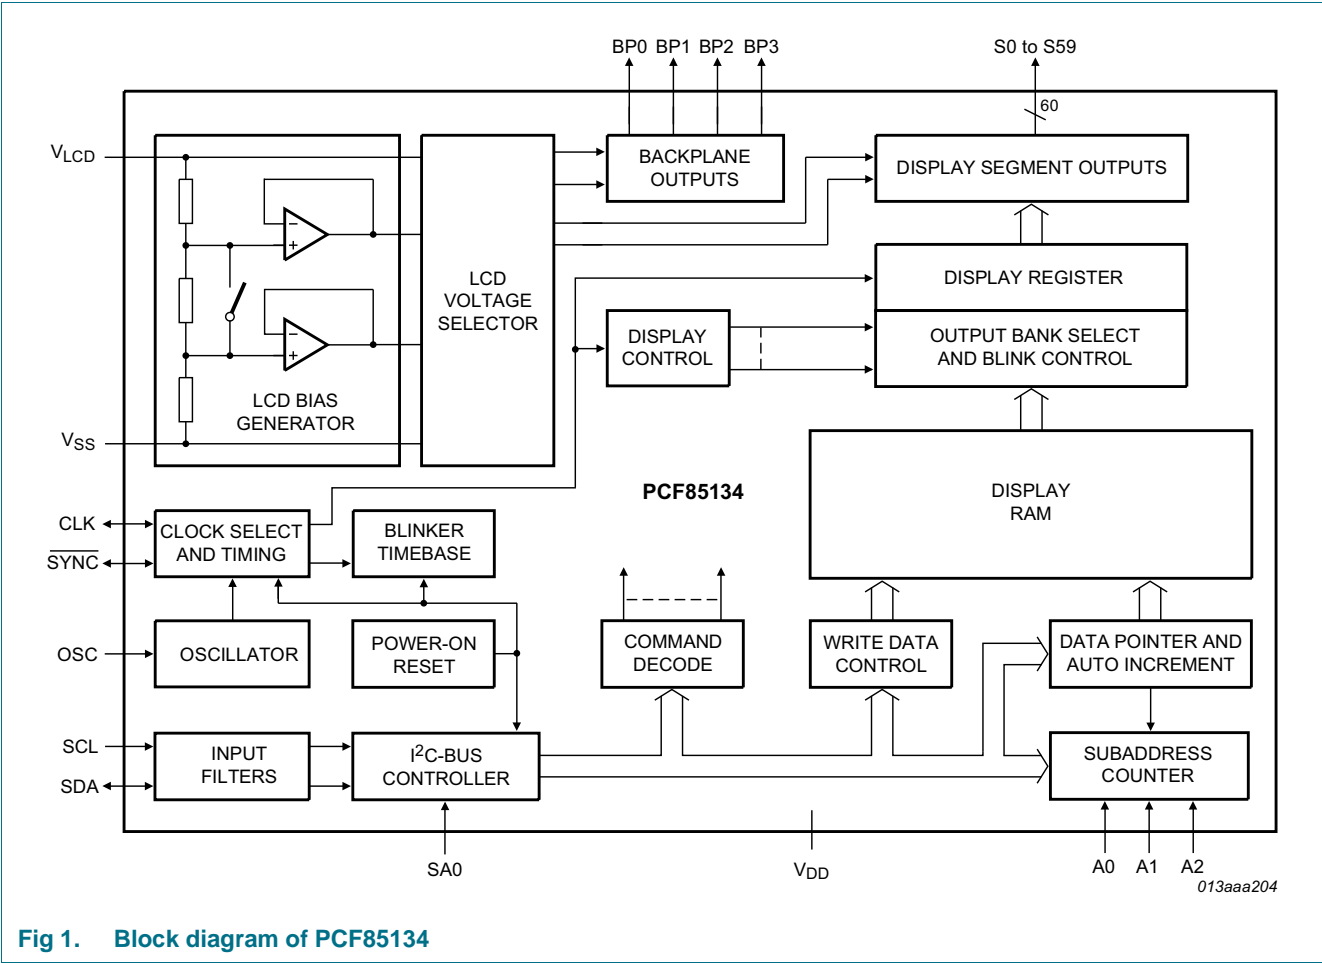 BP0 BP1 BP2 BP3
S0 to S59
60
VLCD
BACKPLANE
OUTPUTS
DISPLAY SEGMENT OUTPUTS
−
+
LCD
VOLTAGE
SELECTOR
DISPLAY REGISTER
−
+
DISPLAY
CONTROL
OUTPUT BANK SELECT
AND BLINK CONTROL
LCD BIAS
GENERATOR
VSS
PCF85134
DISPLAY
RAM
CLK
SYNC
CLOCK SELECT
AND TIMING
BLINKER
TIMEBASE
OSC
OSCILLATOR
POWER-ON
RESET
COMMAND
DECODE
WRITE DATA
CONTROL
DATA POINTER AND
AUTO INCREMENT
SCL
SDA
INPUT
FILTERS
I2C-BUS
CONTROLLER
SUBADDRESS
COUNTER
SA0
VDD
A0 A1 A2
013aaa204
Fig 1. Block diagram of PCF85134